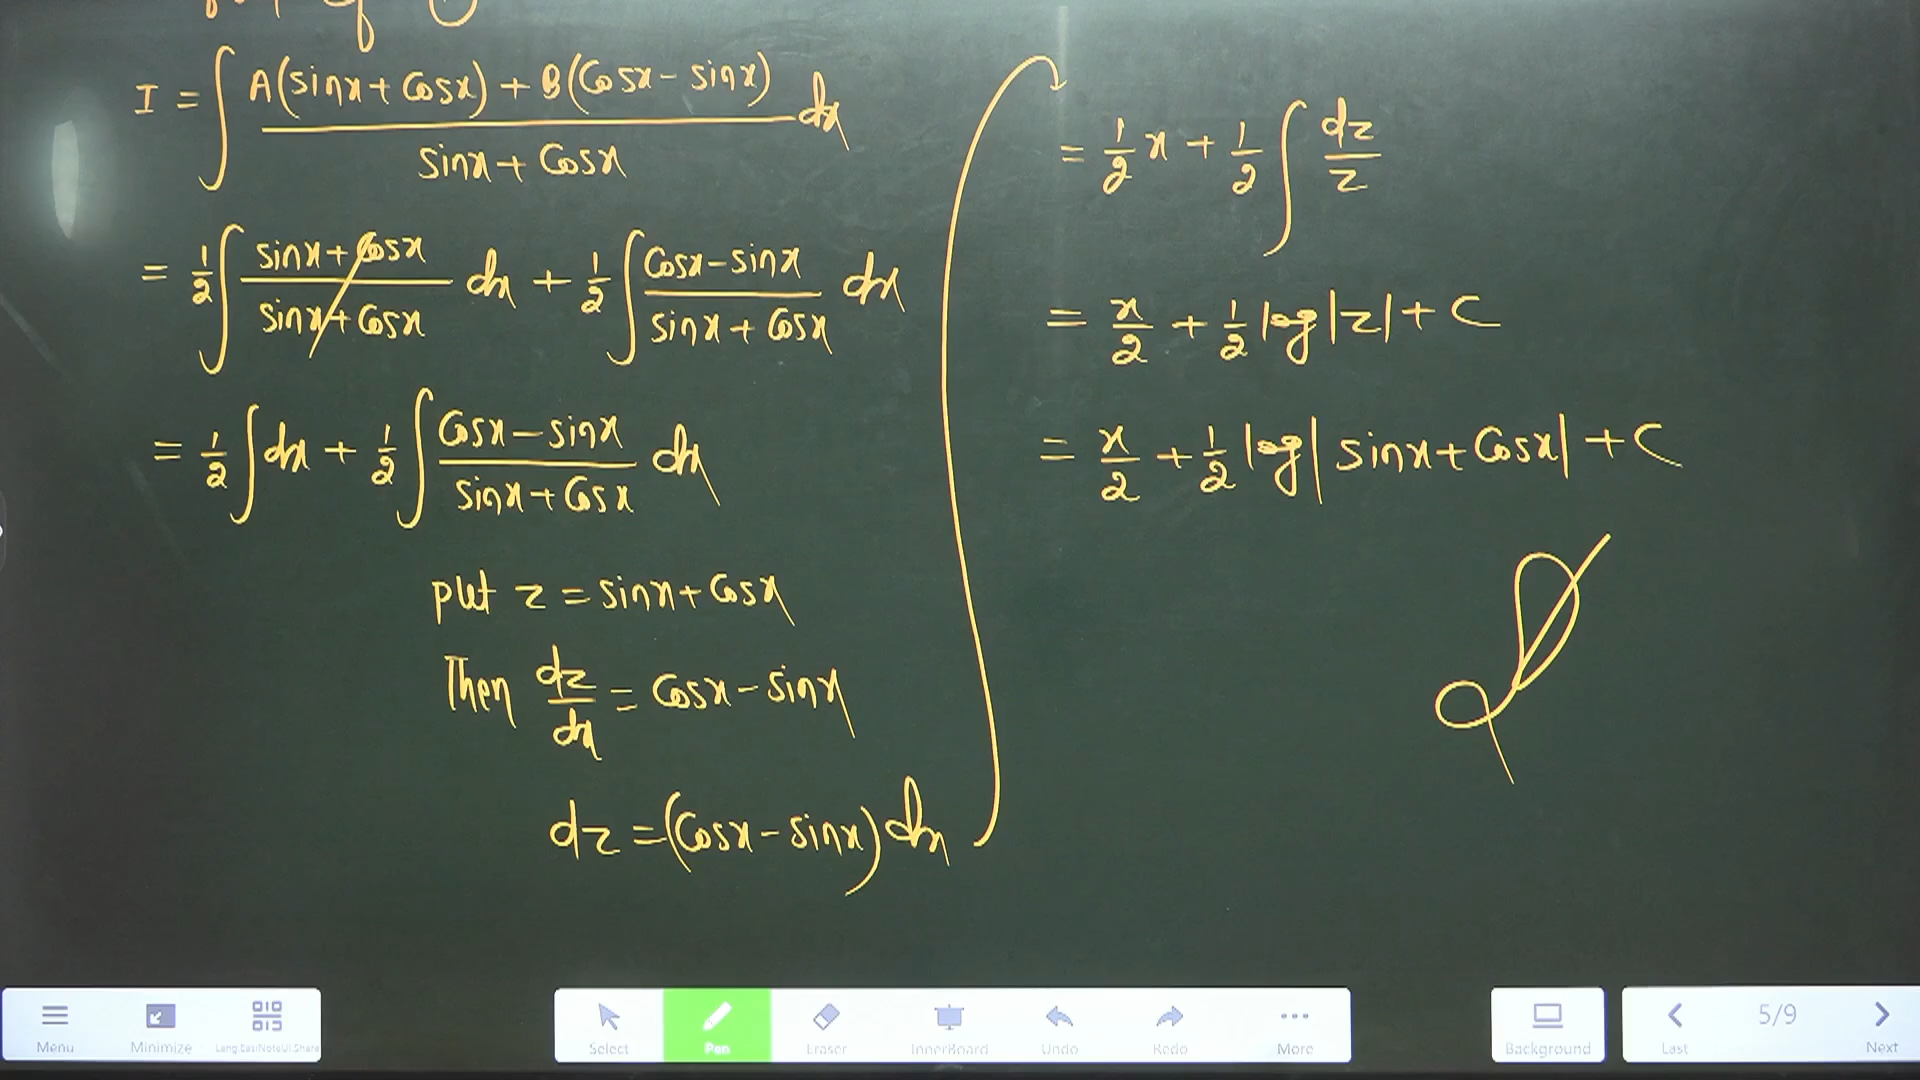 I = ∫ A(sinx + Cosx) + B(Cosx - sinx) / sinx + Cosx dx
= 1/2 ∫ sinx + Cosx / sinx + Cosx dx + 1/2 ∫ Cosx - sinx / sinx + Cosx dx
= 1/2 ∫ dx + 1/2 ∫ Cosx - sinx / sinx + Cosx dx
put z = sinx + Cosx
Then dz/dx = Cosx - sinx
dz = (Cosx - sinx) dx
= 1/2 x + 1/2 ∫ dz/z
= x/2 + 1/2 log|z| + C
= x/2 + 1/2 log|sinx + Cosx| + C
Menu Minimize Select Pen Eraser InnerBoard Undo Redo More Background Last 5/9 Next